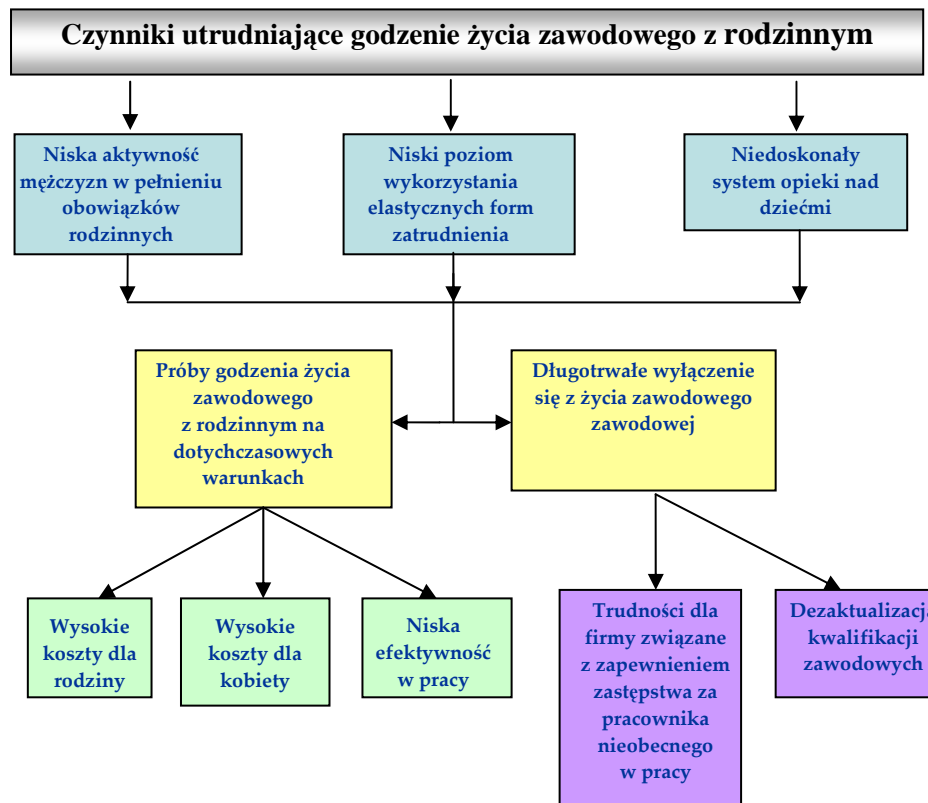 Czynniki utrudniające godzenie życia zawodowego z rodzinnym
Niska aktywność
mężczyzn w pełnieniu
obowiązków
rodzinnych
Niski poziom
wykorzystania
elastycznych form
zatrudnienia
Niedoskonały
system opieki nad
dziećmi
Próby godzenia życia
zawodowego
z rodzinnym na
dotychczasowych
warunkach
Długotrwałe wyłączenie
się z życia zawodowego
zawodowej
Wysokie
koszty dla
rodziny
Wysokie
koszty dla
kobiety
Niska
efektywność
w pracy
Trudności dla
firmy związane
z zapewnieniem
zastępstwa za
pracownika
nieobecnego
w pracy
Dezaktualizacja
kwalifikacji
zawodowych